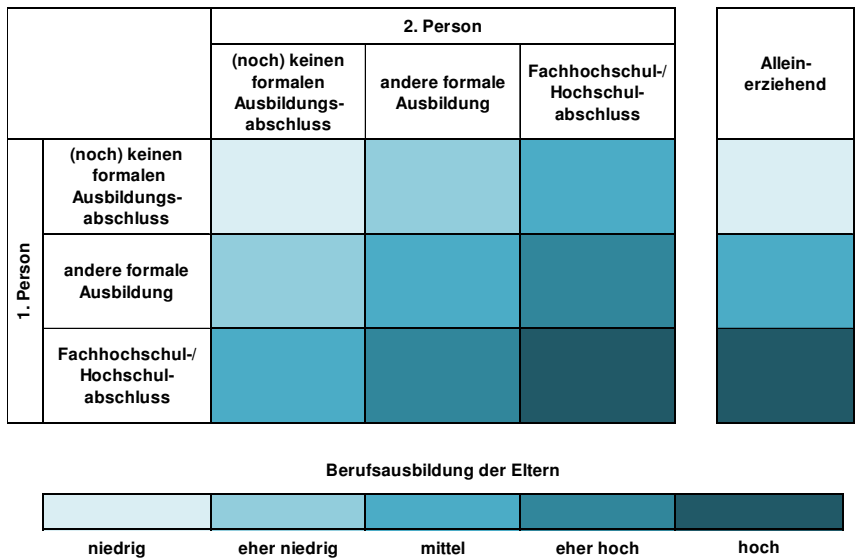 2. Person
(noch) keinen
formalen
Ausbildungs-
abschluss
andere formale
Ausbildung
Fachhochschul-/
Hochschul-
abschluss
Allein-
erziehend
1. Person
(noch) keinen
formalen
Ausbildungs-
abschluss
andere formale
Ausbildung
Fachhochschul-/
Hochschul-
abschluss
Berufsausbildung der Eltern
niedrig
eher niedrig
mittel
eher hoch
hoch